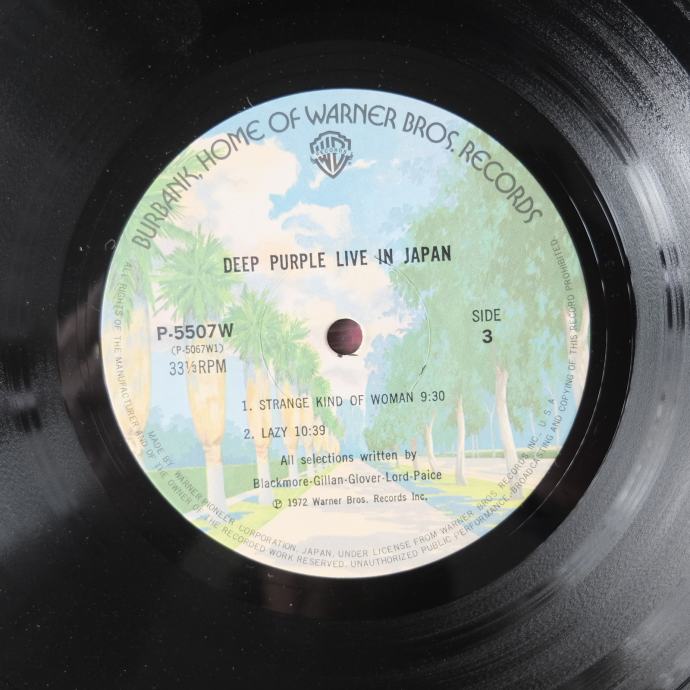 BURBANK, HOME OF WARNER BROS. RECORDS
RECORDS
DEEP PURPLE LIVE IN JAPAN
P-5507W
(P-5067W1)
33⅓RPM
SIDE
3
1. STRANGE KIND OF WOMAN 9:30
2. LAZY 10:39
All selections written by
Blackmore-Gillan-Glover-Lord-Paice
Ⓟ 1972 Warner Bros. Records Inc.
MADE BY WARNER-PIONEER CORPORATION, JAPAN, UNDER LICENSE FROM WARNER BROS. RECORDS INC., U.S.A.
ALL RIGHTS OF THE MANUFACTURER AND OF THE OWNER OF THE RECORDED WORK RESERVED. UNAUTHORIZED PUBLIC PERFORMANCE, BROADCASTING AND COPYING OF THIS RECORD PROHIBITED.